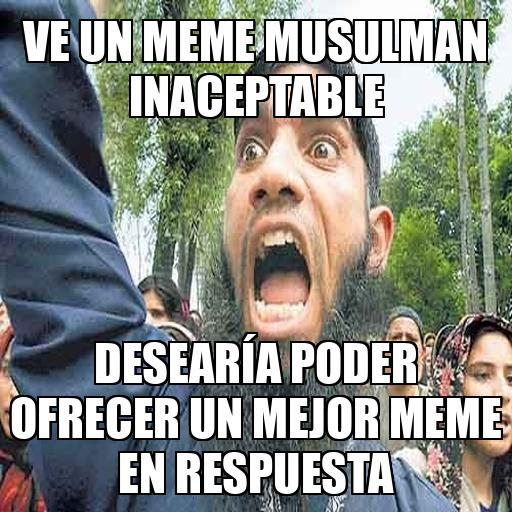 VE UN MEME MUSULMAN
INACEPTABLE
DESEARÍA PODER
OFRECER UN MEJOR MEME
EN RESPUESTA